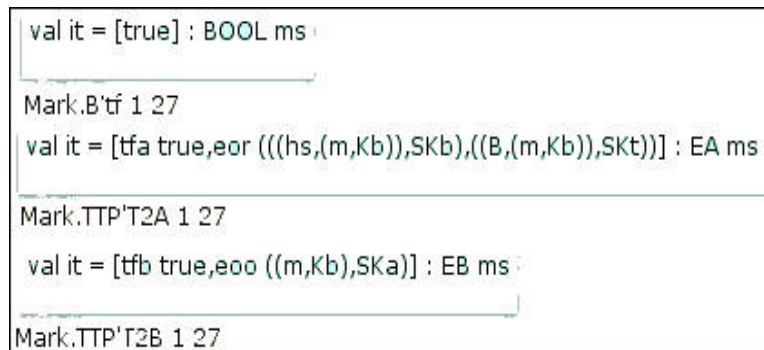 val it = [true] : BOOL ms
Mark.B'tf 1 27
val it = [tfa true,eor (((hs,(m,Kb)),SKb),((B,(m,Kb)),SKt))] : EA ms
Mark.TTP'T2A 1 27
val it = [tfb true,eoo ((m,Kb),SKa)] : EB ms
Mark.TTP'T2B 1 27